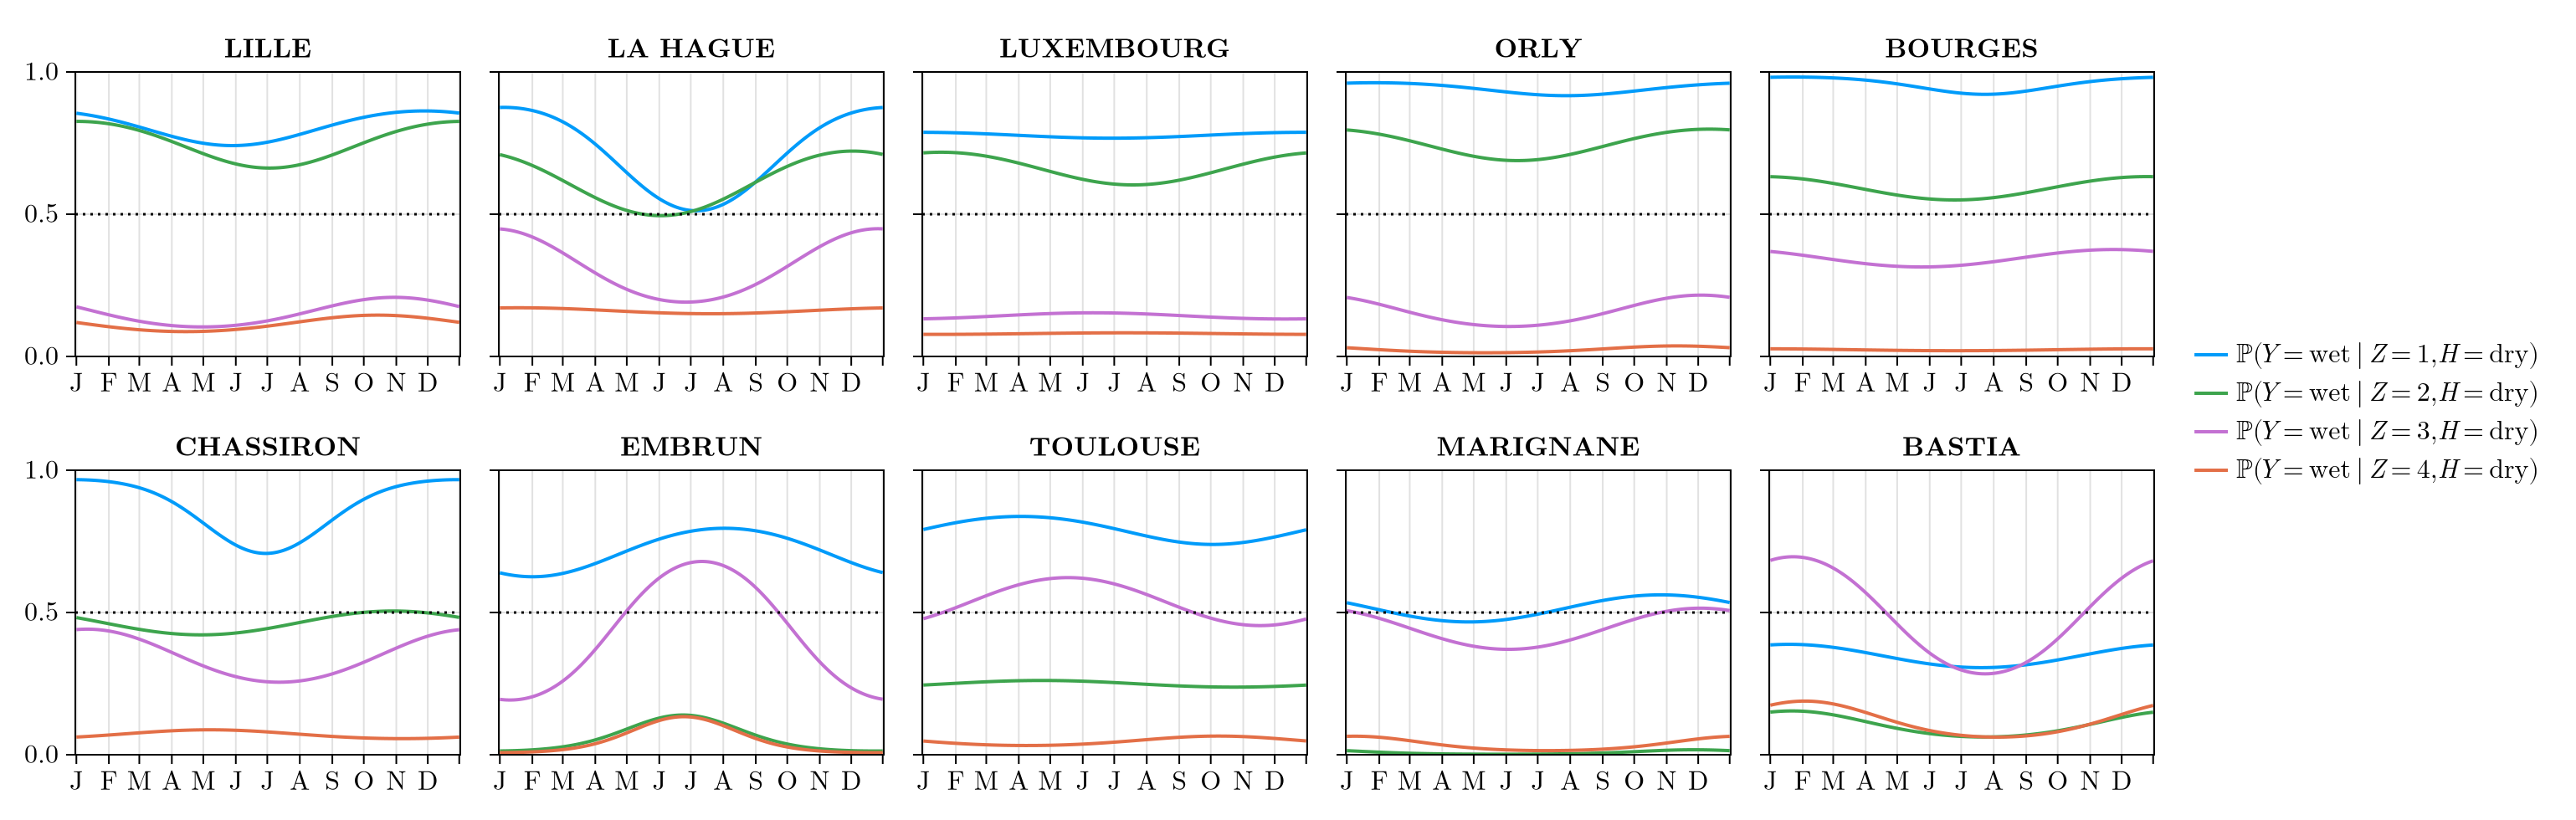 LILLE LA HAGUE LUXEMBOURG ORLY BOURGES
1.0
0.5
0.0
J F M A M J J A S O N D J F M A M J J A S O N D J F M A M J J A S O N D J F M A M J J A S O N D J F M A M J J A S O N D
ℙ(Y = wet | Z = 1, H = dry)
ℙ(Y = wet | Z = 2, H = dry)
ℙ(Y = wet | Z = 3, H = dry)
ℙ(Y = wet | Z = 4, H = dry)
CHASSIRON EMBRUN TOULOUSE MARIGNANE BASTIA
1.0
0.5
0.0
J F M A M J J A S O N D J F M A M J J A S O N D J F M A M J J A S O N D J F M A M J J A S O N D J F M A M J J A S O N D